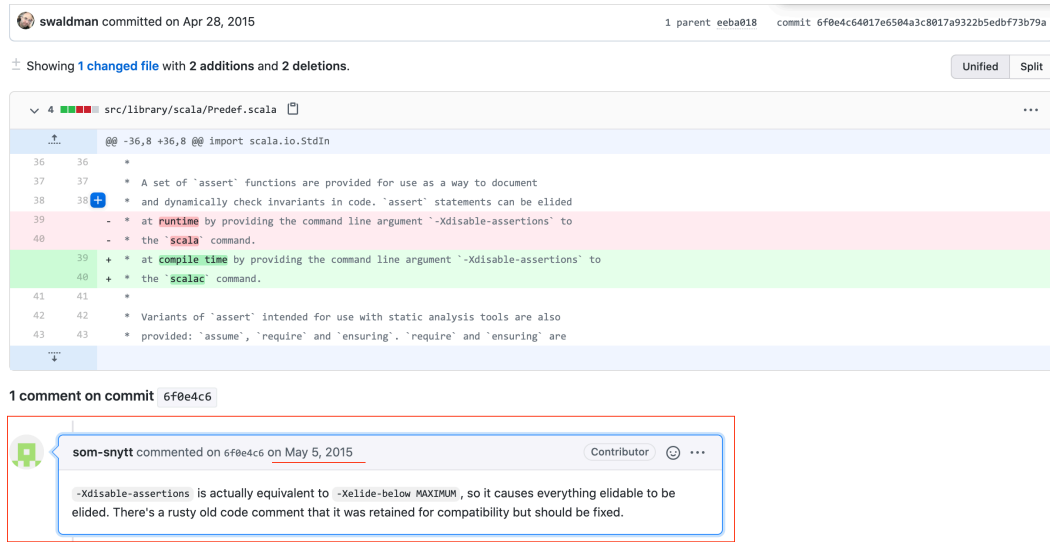 swaldman committed on Apr 28, 2015 1 parent eeba018 commit 6f0e4c64017e6504a3c8017a9322b5edbf73b79a
Showing 1 changed file with 2 additions and 2 deletions. Unified Split
4 src/library/scala/Predef.scala
@@ -36,8 +36,8 @@ import scala.io.StdIn
36 36 *
37 37 * A set of `assert` functions are provided for use as a way to document
38 38 + * and dynamically check invariants in code. `assert` statements can be elided
39 - * at runtime by providing the command line argument `-Xdisable-assertions` to
40 - * the `scala` command.
39 + * at compile time by providing the command line argument `-Xdisable-assertions` to
40 + * the `scalac` command.
41 41 *
42 42 * Variants of `assert` intended for use with static analysis tools are also
43 43 * provided: `assume`, `require` and `ensuring`. `require` and `ensuring` are
1 comment on commit 6f0e4c6
som-snytt commented on 6f0e4c6 on May 5, 2015 Contributor
-Xdisable-assertions is actually equivalent to -Xelide-below MAXIMUM , so it causes everything elidable to be
elided. There's a rusty old code comment that it was retained for compatibility but should be fixed.